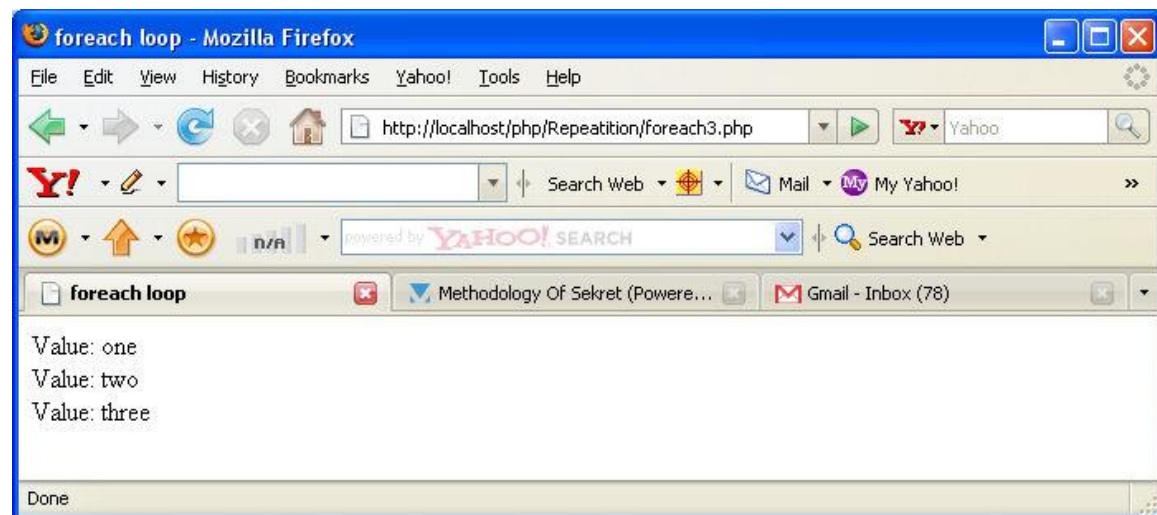 foreach loop - Mozilla Firefox
File Edit View History Bookmarks Yahoo! Tools Help
http://localhost/php/Repeatition/foreach3.php Y? Yahoo
Y! Search Web Mail My My Yahoo!
M n/a powered by YAHOO! SEARCH Search Web
foreach loop Methodology Of Sekret (Powere... Gmail - Inbox (78)
Value: one
Value: two
Value: three
Done